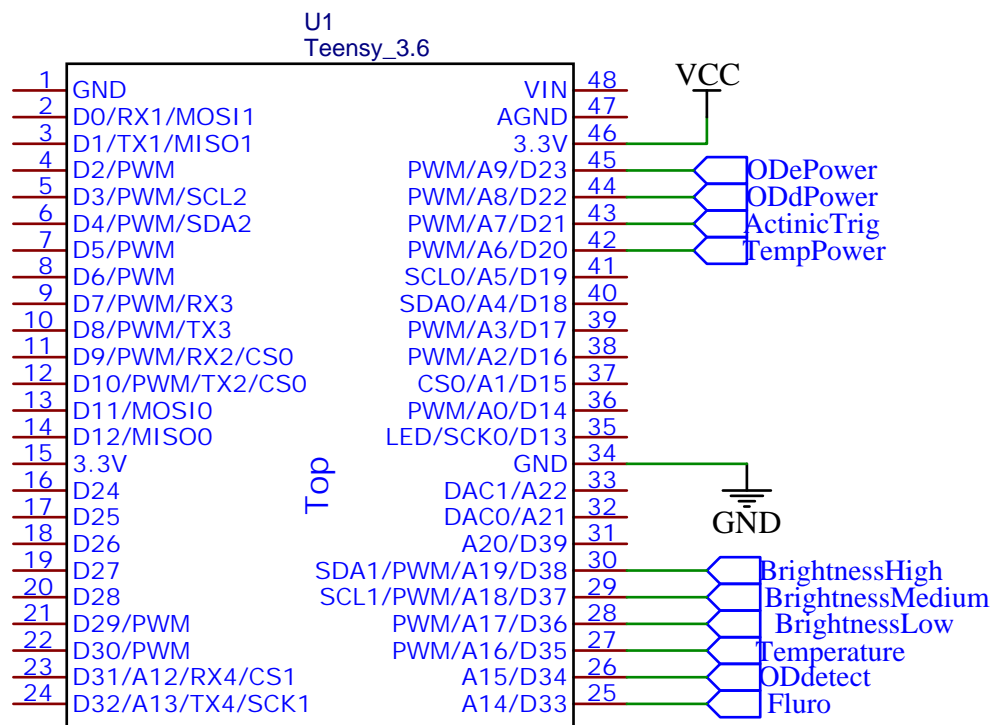 U1
Teensy_3.6
1 GND VIN 48 VCC
2 D0/RX1/MOSI1 AGND 47
3 D1/TX1/MISO1 3.3V 46
4 D2/PWM PWM/A9/D23 45 ODePower
5 D3/PWM/SCL2 PWM/A8/D22 44 ODdPower
6 D4/PWM/SDA2 PWM/A7/D21 43 ActinicTrig
7 D5/PWM PWM/A6/D20 42 TempPower
8 D6/PWM SCL0/A5/D19 41
9 D7/PWM/RX3 SDA0/A4/D18 40
10 D8/PWM/TX3 PWM/A3/D17 39
11 D9/PWM/RX2/CS0 PWM/A2/D16 38
12 D10/PWM/TX2/CS0 CS0/A1/D15 37
13 D11/MOSI0 PWM/A0/D14 36
14 D12/MISO0 LED/SCK0/D13 35
15 3.3V GND 34
16 D24 DAC1/A22 33
Top
17 D25 DAC0/A21 32 GND
18 D26 A20/D39 31
19 D27 SDA1/PWM/A19/D38 30 BrightnessHigh
20 D28 SCL1/PWM/A18/D37 29 BrightnessMedium
21 D29/PWM PWM/A17/D36 28 BrightnessLow
22 D30/PWM PWM/A16/D35 27 Temperature
23 D31/A12/RX4/CS1 A15/D34 26 ODdetect
24 D32/A13/TX4/SCK1 A14/D33 25 Fluro